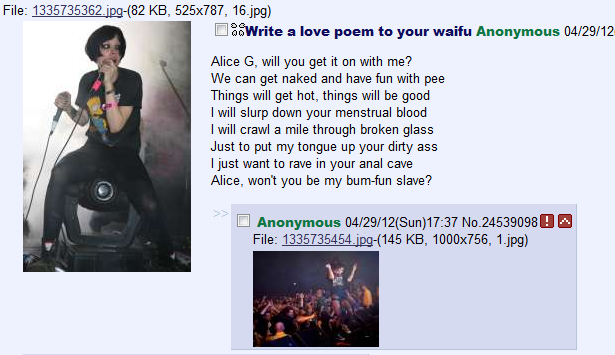 File: 1335735362.jpg-(82 KB, 525x787, 16.jpg)
Write a love poem to your waifu Anonymous 04/29/12
Alice G, will you get it on with me?
We can get naked and have fun with pee
Things will get hot, things will be good
I will slurp down your menstrual blood
I will crawl a mile through broken glass
Just to put my tongue up your dirty ass
I just want to rave in your anal cave
Alice, won't you be my bum-fun slave?
>> Anonymous 04/29/12(Sun)17:37 No.24539098
File: 1335735454.jpg-(145 KB, 1000x756, 1.jpg)